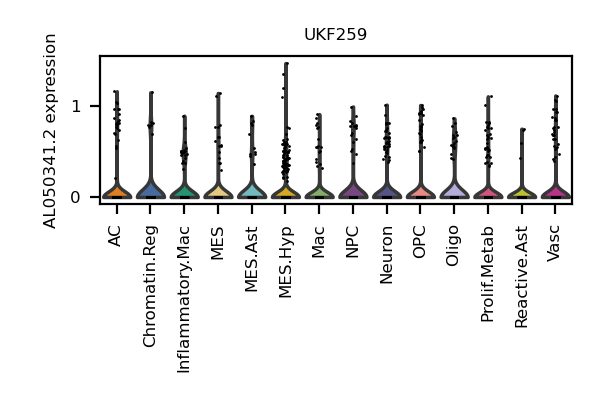 UKF259
AL050341.2 expression
1
0
AC
Chromatin.Reg
Inflammatory.Mac
MES
MES.Ast
MES.Hyp
Mac
NPC
Neuron
OPC
Oligo
Prolif.Metab
Reactive.Ast
Vasc